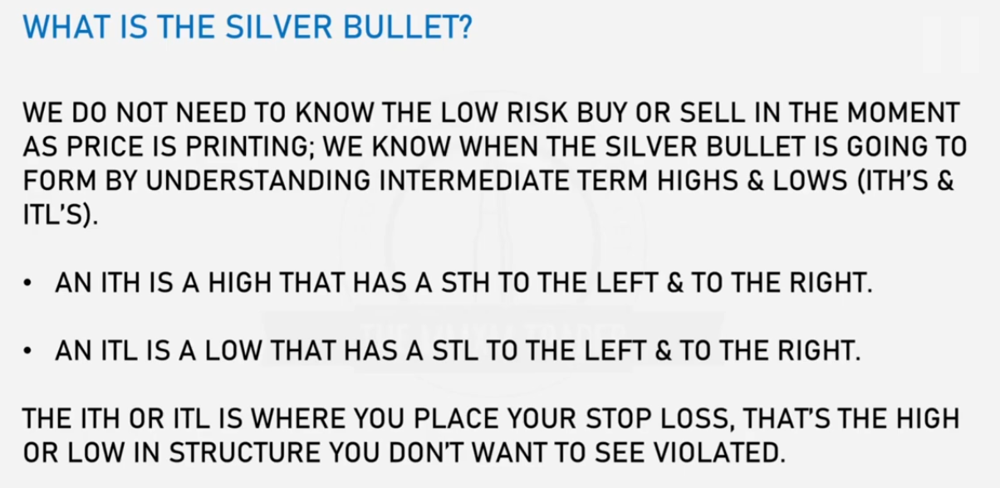 WHAT IS THE SILVER BULLET?
WE DO NOT NEED TO KNOW THE LOW RISK BUY OR SELL IN THE MOMENT
AS PRICE IS PRINTING; WE KNOW WHEN THE SILVER BULLET IS GOING TO
FORM BY UNDERSTANDING INTERMEDIATE TERM HIGHS & LOWS (ITH'S &
ITL'S).
• AN ITH IS A HIGH THAT HAS A STH TO THE LEFT & TO THE RIGHT.
• AN ITL IS A LOW THAT HAS A STL TO THE LEFT & TO THE RIGHT.
THE ITH OR ITL IS WHERE YOU PLACE YOUR STOP LOSS, THAT'S THE HIGH
OR LOW IN STRUCTURE YOU DON'T WANT TO SEE VIOLATED.